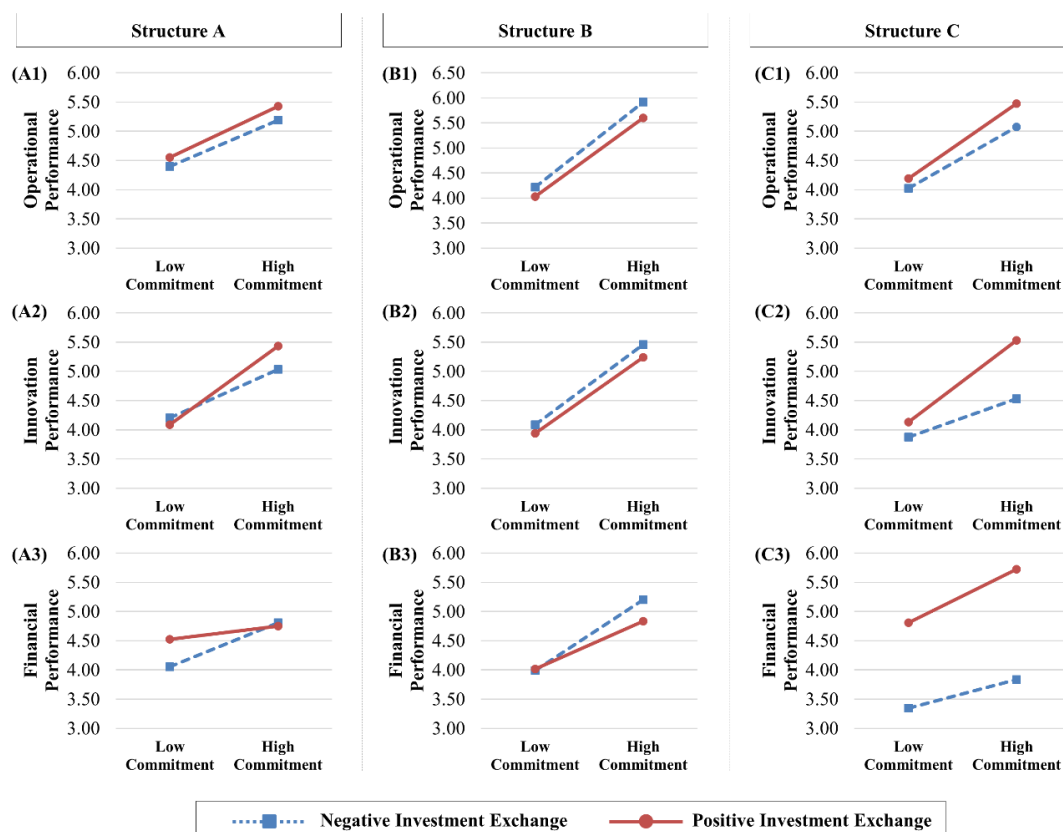 Structure A
Structure B
Structure C
(A1)
Operational
Performance
6.00
5.50
5.00
4.50
4.00
3.50
3.00
Low
Commitment
High
Commitment
(B1)
Operational
Performance
6.50
6.00
5.50
5.00
4.50
4.00
3.50
3.00
Low
Commitment
High
Commitment
(C1)
Operational
Performance
6.00
5.50
5.00
4.50
4.00
3.50
3.00
Low
Commitment
High
Commitment
(A2)
Innovation
Performance
6.00
5.50
5.00
4.50
4.00
3.50
3.00
Low
Commitment
High
Commitment
(B2)
Innovation
Performance
6.00
5.50
5.00
4.50
4.00
3.50
3.00
Low
Commitment
High
Commitment
(C2)
Innovation
Performance
6.00
5.50
5.00
4.50
4.00
3.50
3.00
Low
Commitment
High
Commitment
(A3)
Financial
Performance
6.00
5.50
5.00
4.50
4.00
3.50
3.00
Low
Commitment
High
Commitment
(B3)
Financial
Performance
6.00
5.50
5.00
4.50
4.00
3.50
3.00
Low
Commitment
High
Commitment
(C3)
Financial
Performance
6.00
5.50
5.00
4.50
4.00
3.50
3.00
Low
Commitment
High
Commitment
Negative Investment Exchange
Positive Investment Exchange